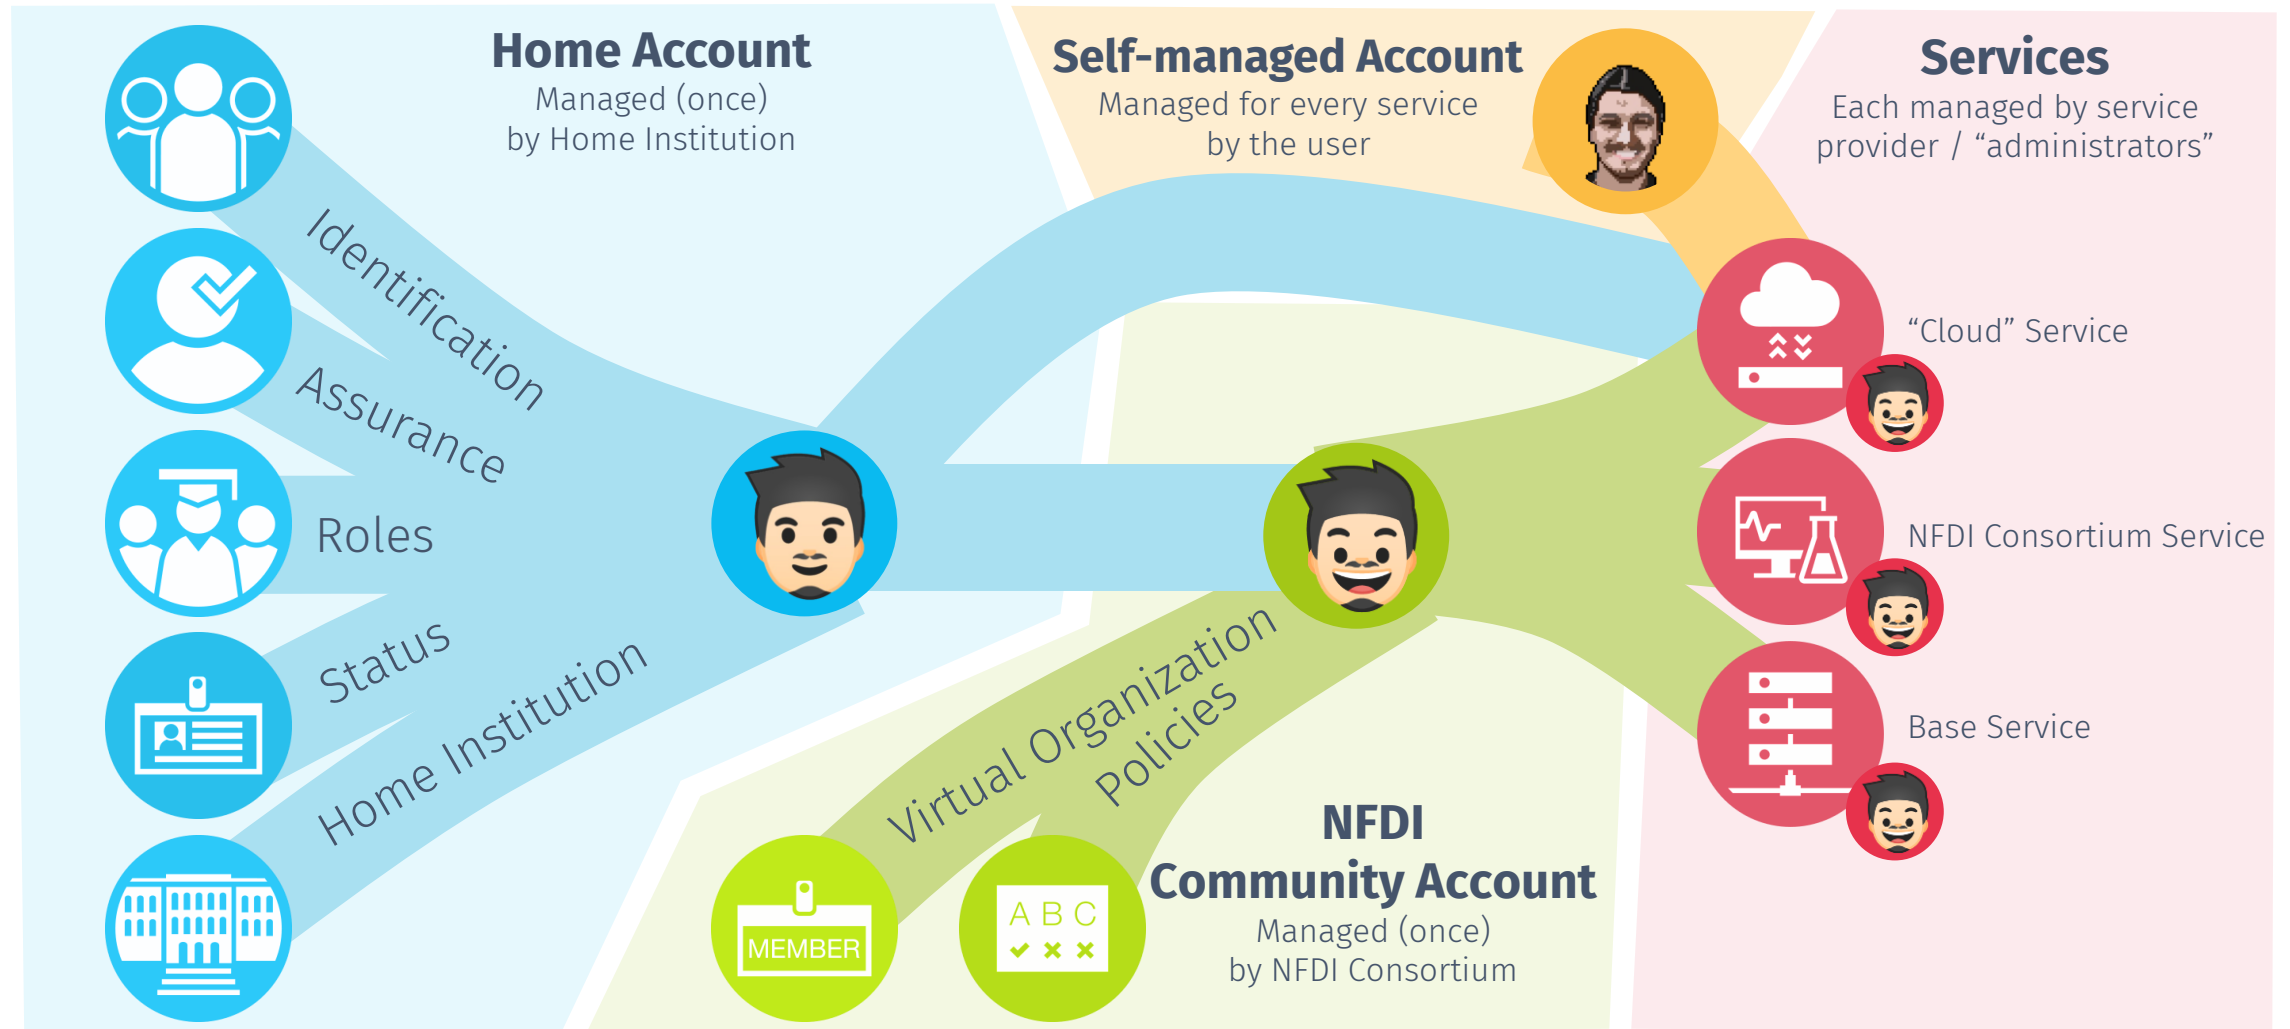 Home Account
Managed (once)
by Home Institution
Self-managed Account
Managed for every service
by the user
Services
Each managed by service
provider / “administrators”
Identification
Assurance
Roles
Status
Home Institution
“Cloud” Service
NFDI Consortium Service
Base Service
Virtual Organization
Policies
MEMBER
A B C
NFDI
Community Account
Managed (once)
by NFDI Consortium